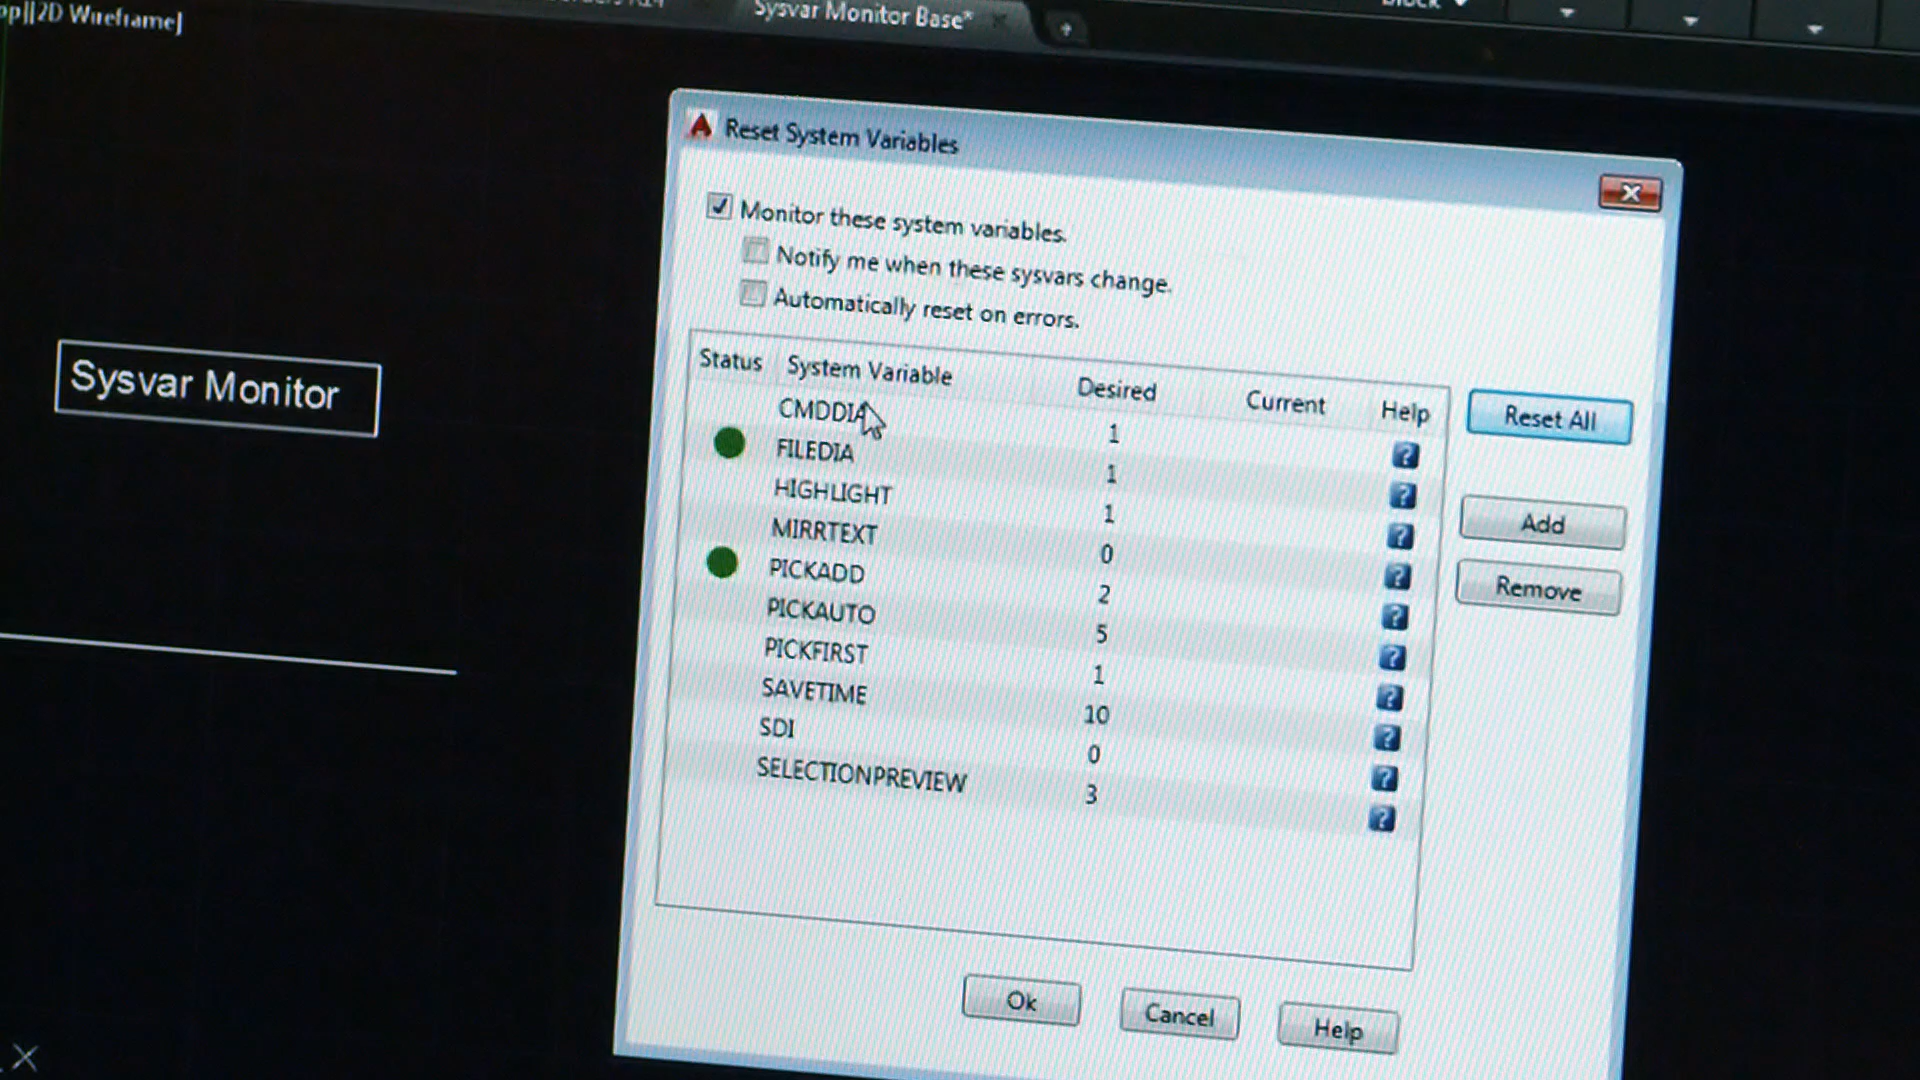 2D Wireframe]
Sysvar Monitor Base*
Reset System Variables
Monitor these system variables.
Notify me when these sysvars change.
Automatically reset on errors.
Status System Variable Desired Current Help
CMDDIA 1 ?
FILEDIA 1 ?
HIGHLIGHT 1 ?
MIRRTEXT 0 ?
PICKADD 2 ?
PICKAUTO 5 ?
PICKFIRST 1 ?
SAVETIME 10 ?
SDI 0 ?
SELECTIONPREVIEW 3 ?
Reset All
Add
Remove
Ok Cancel Help
Sysvar Monitor
X